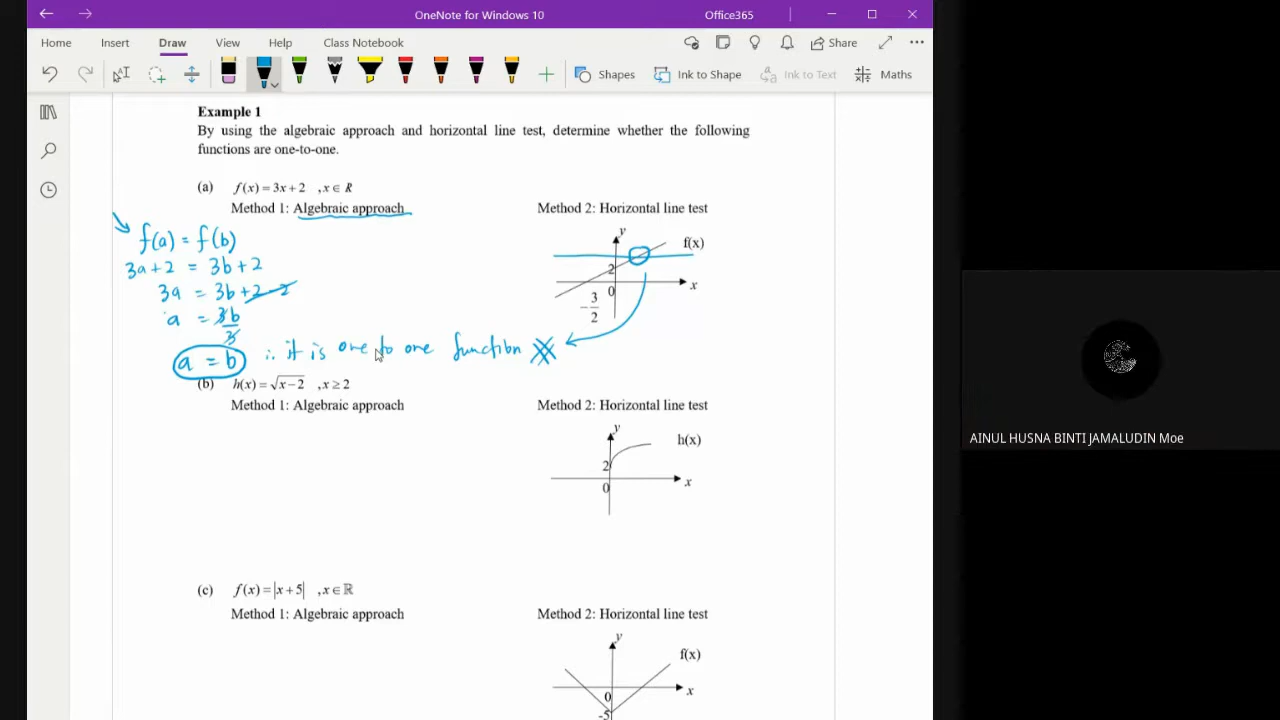 OneNote for Windows 10
Office365
Home Insert Draw View Help Class Notebook
Share
Shapes Ink to Shape Ink to Text Maths
Example 1
By using the algebraic approach and horizontal line test, determine whether the following
functions are one-to-one.
(a) f(x) = 3x + 2 , x ∈ R
Method 1: Algebraic approach
Method 2: Horizontal line test
f(a) = f(b)
3a + 2 = 3b + 2
3a = 3b + 2 - 2
a = 3b/3
a = b ∴ it is one to one function
y
f(x)
2
0
x
-3/2
(b) h(x) = √x-2 , x ≥ 2
Method 1: Algebraic approach
Method 2: Horizontal line test
y
h(x)
2
0
x
(c) f(x) = |x+5| , x ∈ ℝ
Method 1: Algebraic approach
Method 2: Horizontal line test
y
f(x)
0
x
-5
AINUL HUSNA BINTI JAMALUDIN Moe